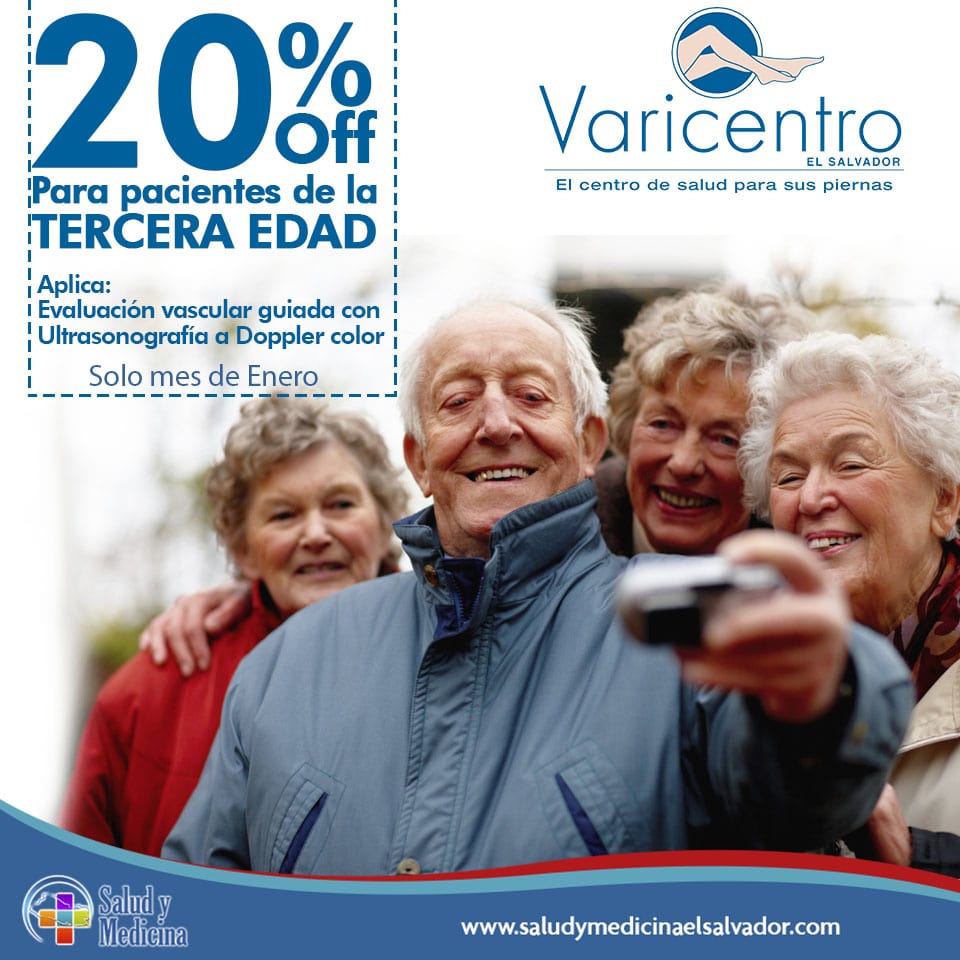 20%
Off
Para pacientes de la
TERCERA EDAD
Aplica:
Evaluación vascular guiada con
Ultrasonografía a Doppler color
Solo mes de Enero
Varicentro
EL SALVADOR
El centro de salud para sus piernas
Salud y
Medicina
www.saludymedicinaelsalvador.com